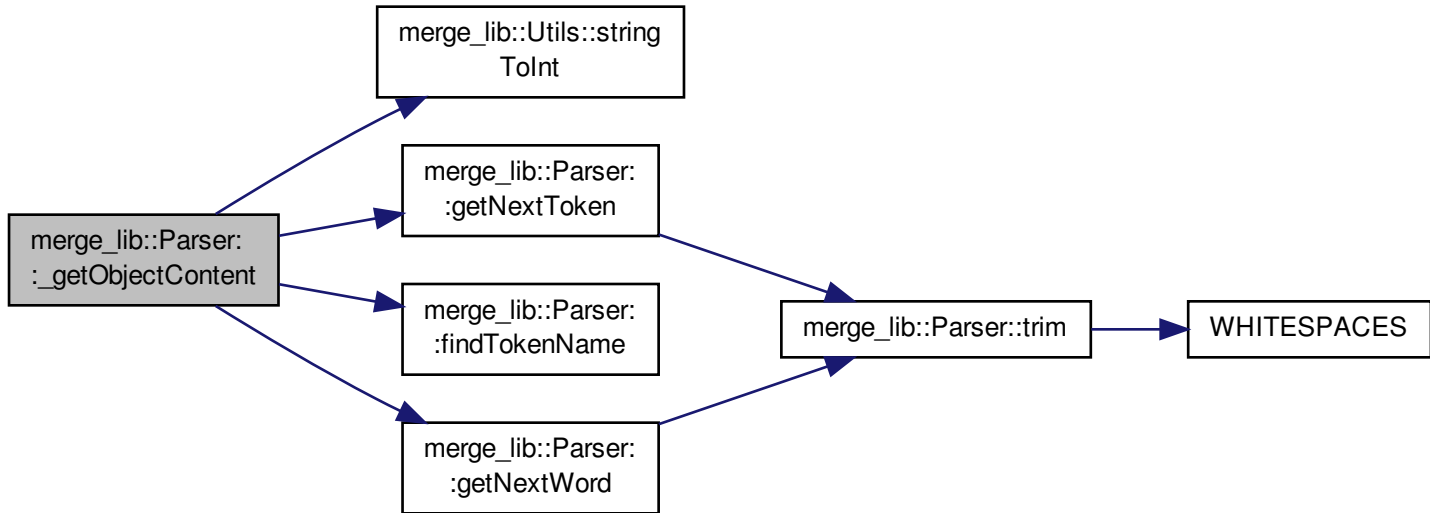 merge_lib::Utils::string
ToInt
merge_lib::Parser:
:getNextToken
merge_lib::Parser:
:_getObjectContent
merge_lib::Parser:
:findTokenName
merge_lib::Parser::trim
WHITESPACES
merge_lib::Parser:
:getNextWord